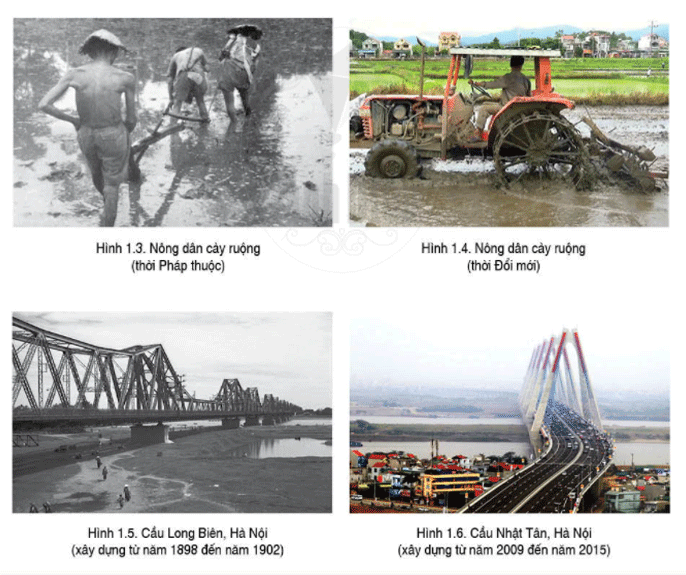 Hình 1.3. Nông dân cày ruộng
(thời Pháp thuộc)
Hình 1.4. Nông dân cày ruộng
(thời Đổi mới)
Hình 1.5. Cầu Long Biên, Hà Nội
(xây dựng từ năm 1898 đến năm 1902)
Hình 1.6. Cầu Nhật Tân, Hà Nội
(xây dựng từ năm 2009 đến năm 2015)